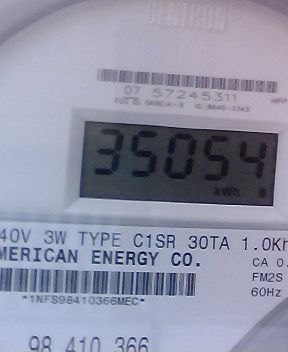 CENTRON®
07 57245311
35054
kWh
40V 3W TYPE C1SR 30TA 1.0Kh
MERICAN ENERGY CO.
CA 0.
FM2S
*1NFS98410366MEC*
60Hz
98 410 366